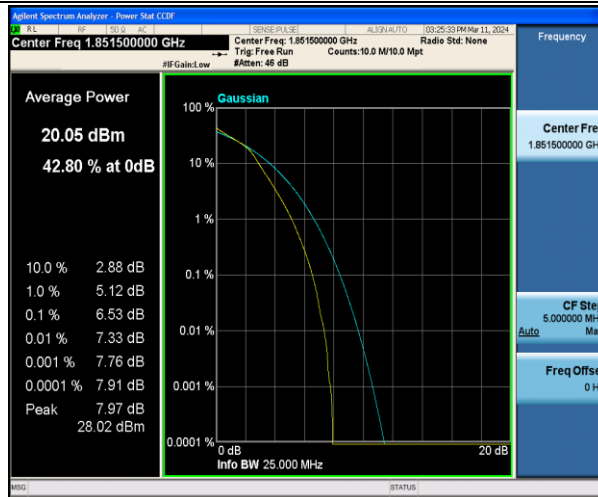 Agilent Spectrum Analyzer - Power Stat CCDF
RL RF 50 Ω AC SENSE:PULSE ALIGN AUTO 03:25:33 PM Mar 11, 2024
Center Freq 1.851500000 GHz
Center Freq: 1.851500000 GHz Radio Std: None
Trig: Free Run Counts:10.0 M/10.0 Mpt
#IFGain:Low #Atten: 46 dB
Frequency
Average Power
20.05 dBm
42.80 % at 0dB
10.0 % 2.88 dB
1.0 % 5.12 dB
0.1 % 6.53 dB
0.01 % 7.33 dB
0.001 % 7.76 dB
0.0001 % 7.91 dB
Peak 7.97 dB
28.02 dBm
Gaussian
100 %
10 %
1 %
0.1 %
0.01 %
0.001 %
0.0001 %
0 dB 20 dB
Info BW 25.000 MHz
Center Fre
1.851500000 GH
CF Ste
5.000000 MH
Auto Ma
Freq Offse
0 H
MSG STATUS